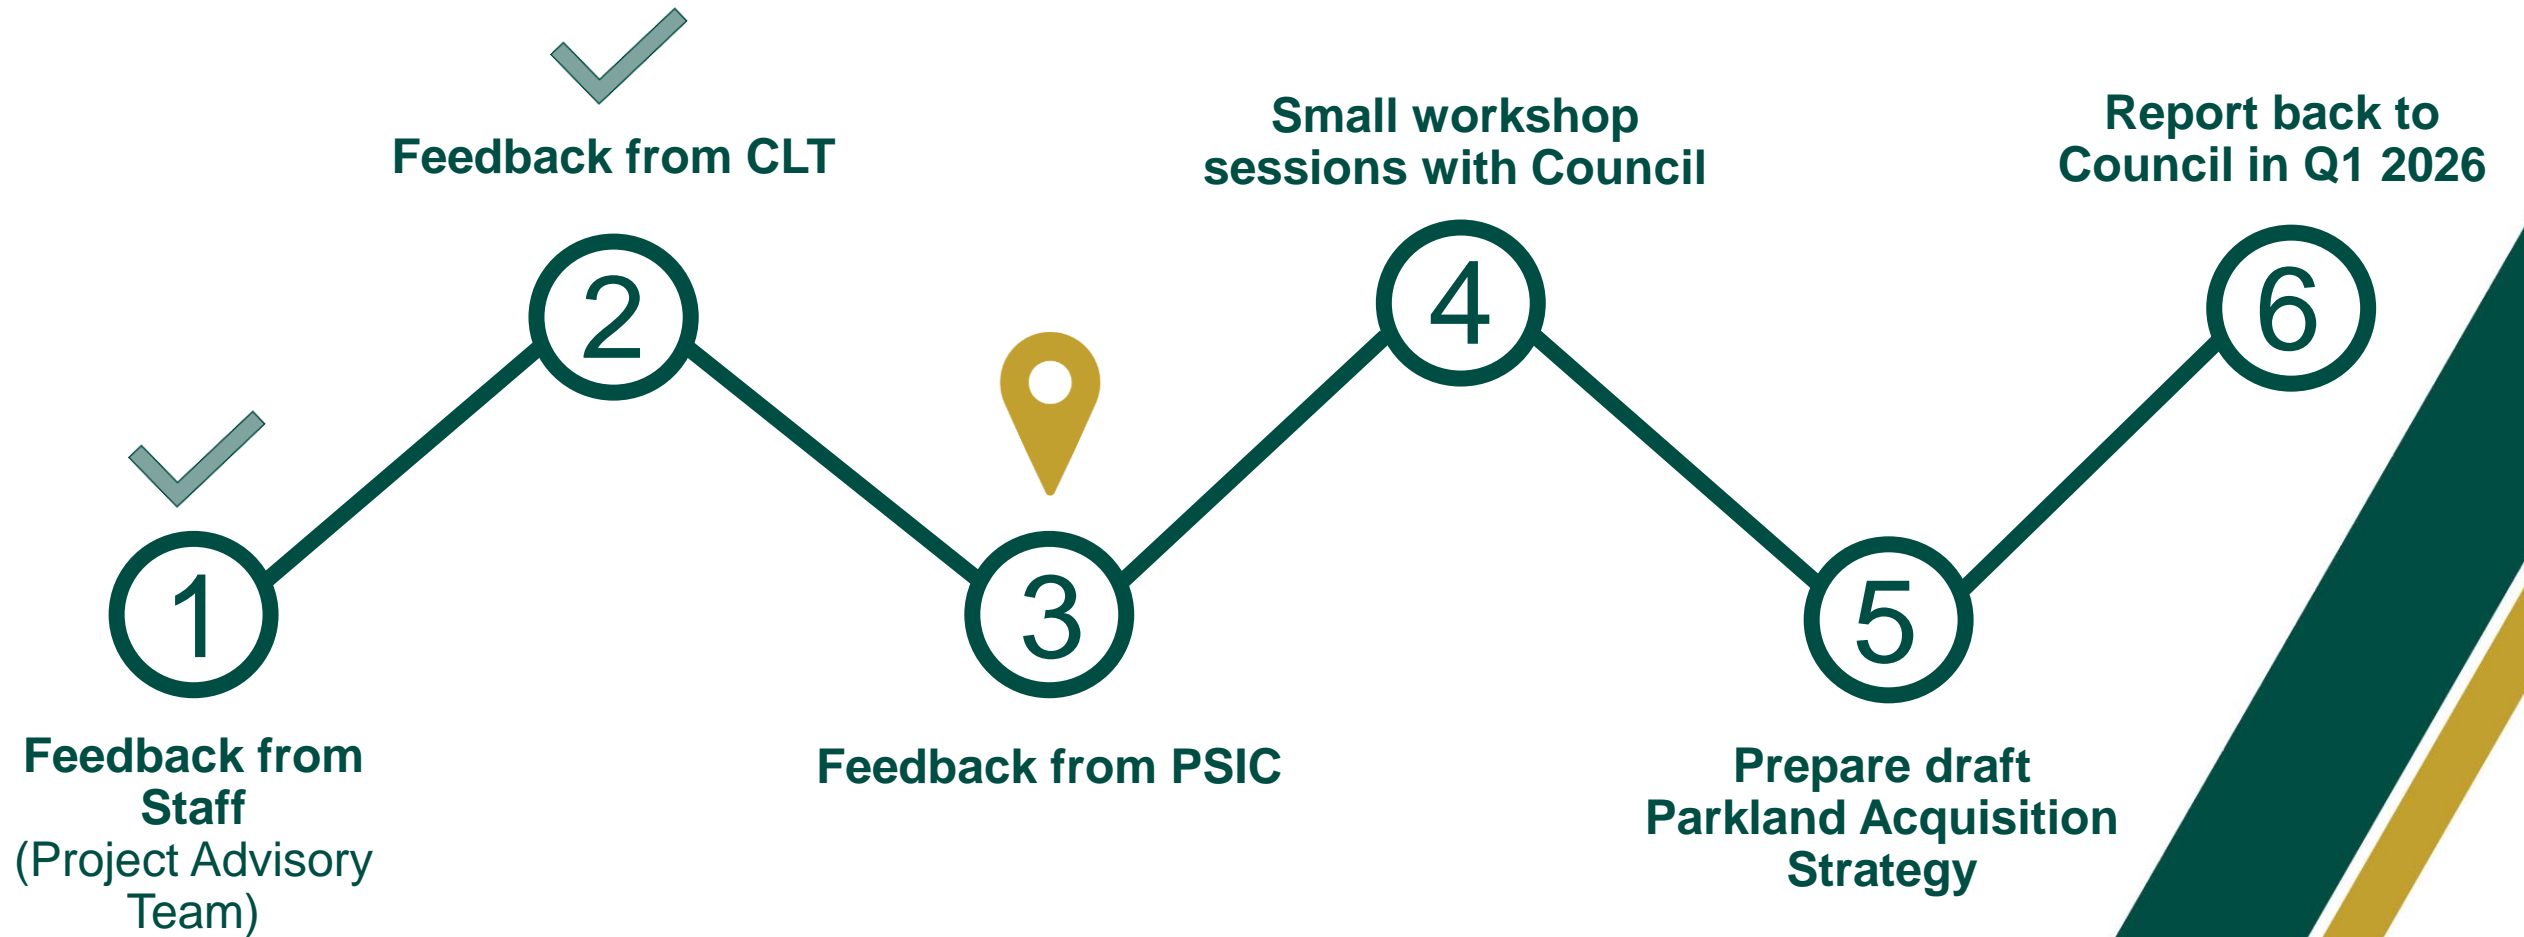 1
Feedback from
Staff
(Project Advisory
Team)
Feedback from CLT
2
3
Feedback from PSIC
Small workshop
sessions with Council
4
5
Prepare draft
Parkland Acquisition
Strategy
Report back to
Council in Q1 2026
6